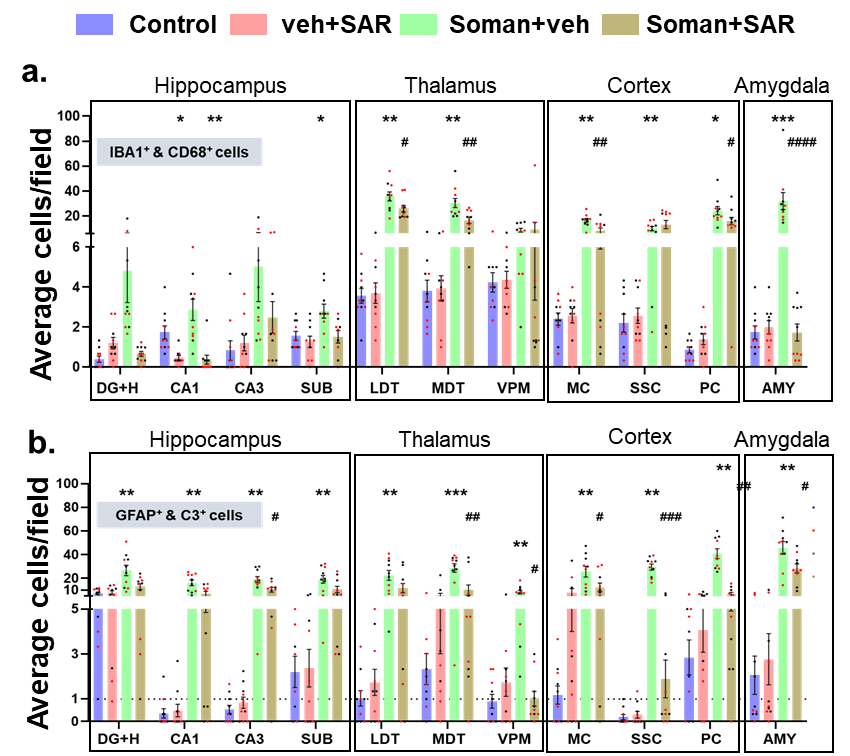 Control veh+SAR Soman+veh Soman+SAR
a.
Hippocampus Thalamus Cortex Amygdala
Average cells/field
100
80
60
40
20
6
4
2
0
* ** * ** ** ** ** * ***
# ## ## # ####
IBA1⁺ & CD68⁺ cells
DG+H CA1 CA3 SUB LDT MDT VPM MC SSC PC AMY
b.
Hippocampus Thalamus Cortex Amygdala
Average cells/field
100
80
60
40
20
10
5
3
1
0
** ** ** ** ** *** ** ** ** ** **
# ## # # ### ## #
GFAP⁺ & C3⁺ cells
DG+H CA1 CA3 SUB LDT MDT VPM MC SSC PC AMY